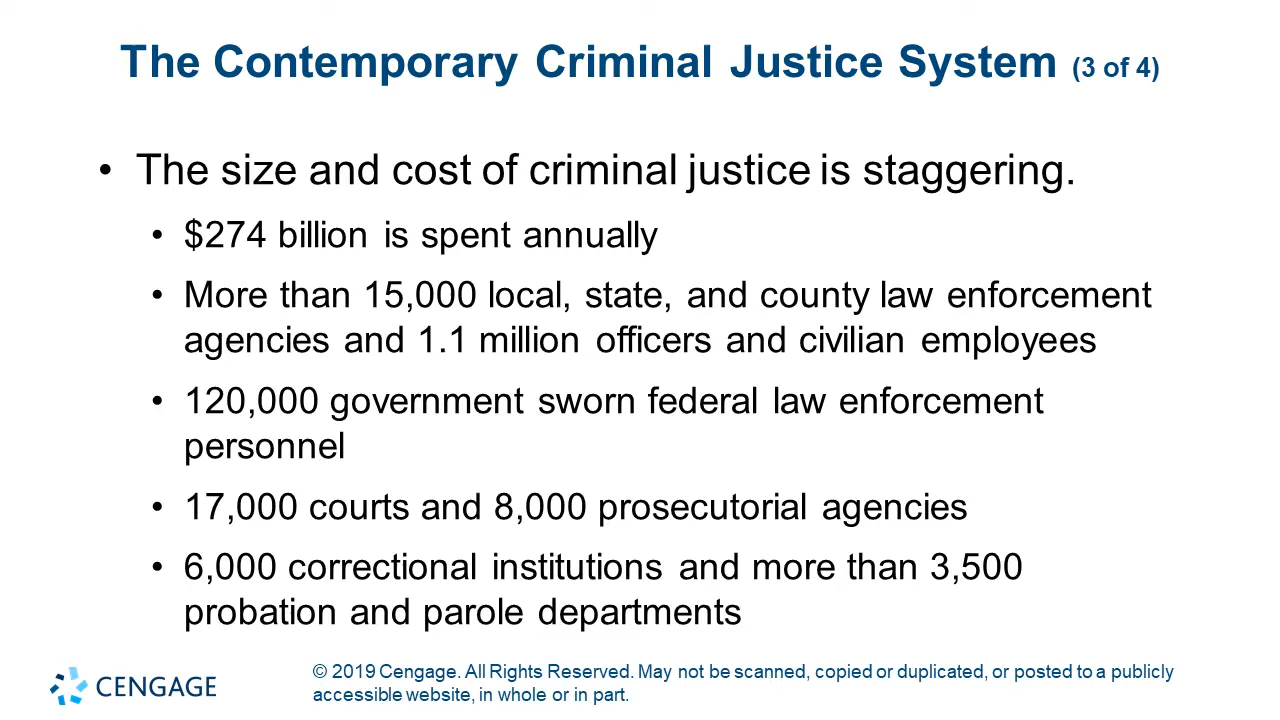 The Contemporary Criminal Justice System (3 of 4)
• The size and cost of criminal justice is staggering.
• $274 billion is spent annually
• More than 15,000 local, state, and county law enforcement
agencies and 1.1 million officers and civilian employees
• 120,000 government sworn federal law enforcement
personnel
• 17,000 courts and 8,000 prosecutorial agencies
• 6,000 correctional institutions and more than 3,500
probation and parole departments
CENGAGE
© 2019 Cengage. All Rights Reserved. May not be scanned, copied or duplicated, or posted to a publicly
accessible website, in whole or in part.